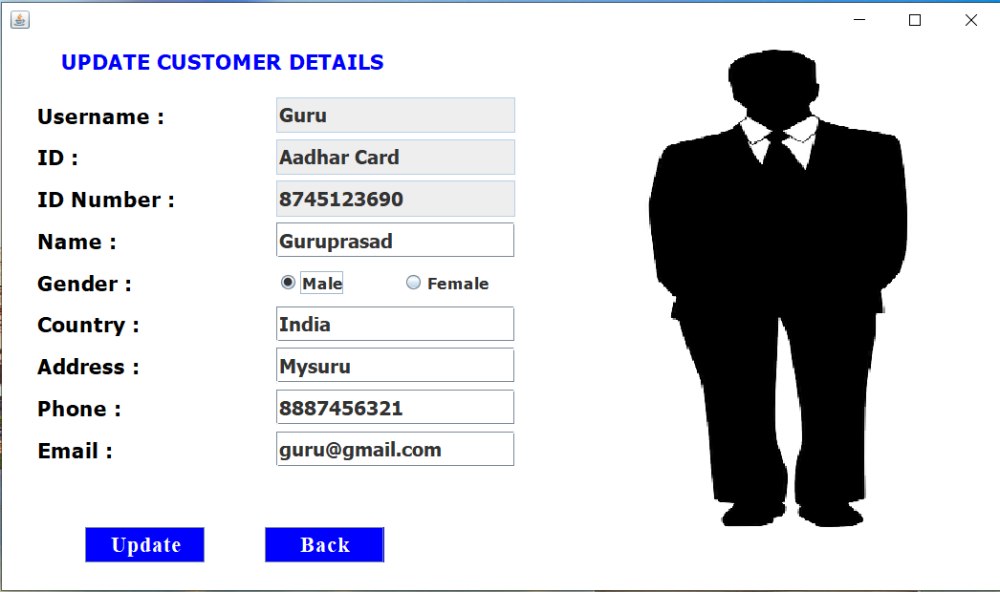 UPDATE CUSTOMER DETAILS
Username : Guru
ID : Aadhar Card
ID Number : 8745123690
Name : Guruprasad
Gender : Male Female
Country : India
Address : Mysuru
Phone : 8887456321
Email : guru@gmail.com
Update Back